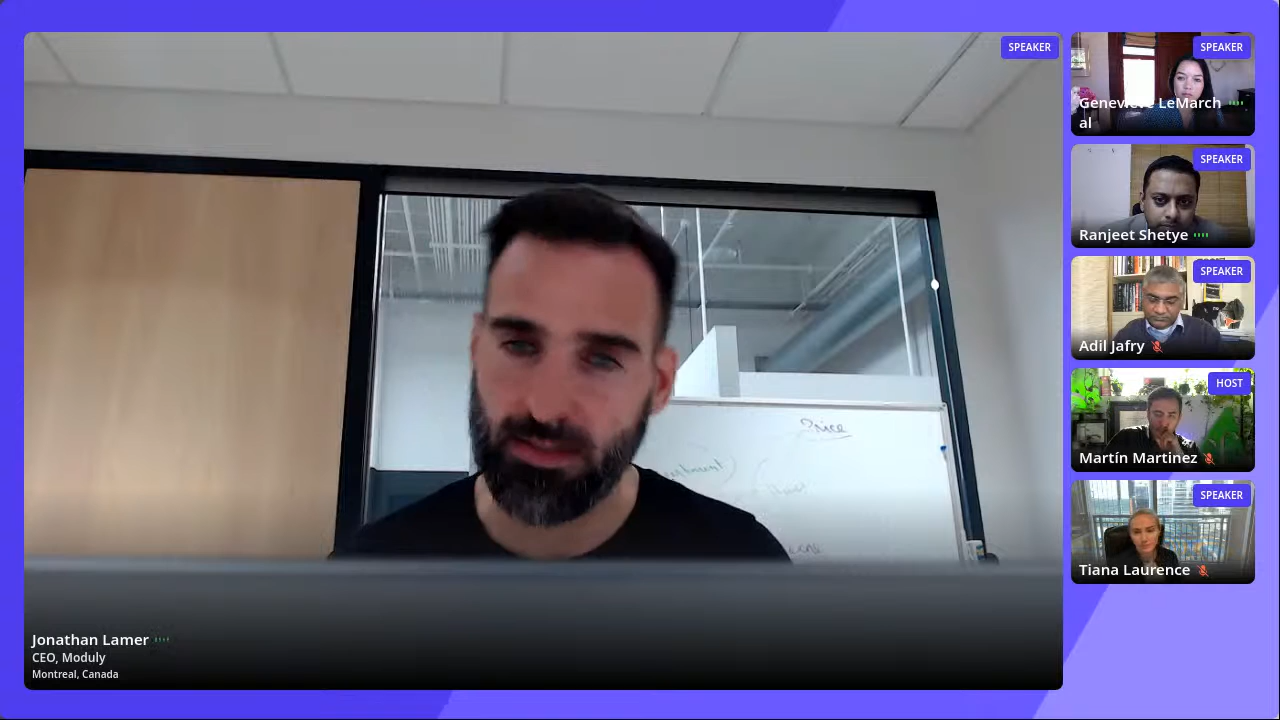 SPEAKER
Price
Jonathan Lamer
CEO, Moduly
Montreal, Canada
SPEAKER
Genevieve LeMarch
al
SPEAKER
Ranjeet Shetye
SPEAKER
Adil Jafry
HOST
Martín Martinez
SPEAKER
Tiana Laurence